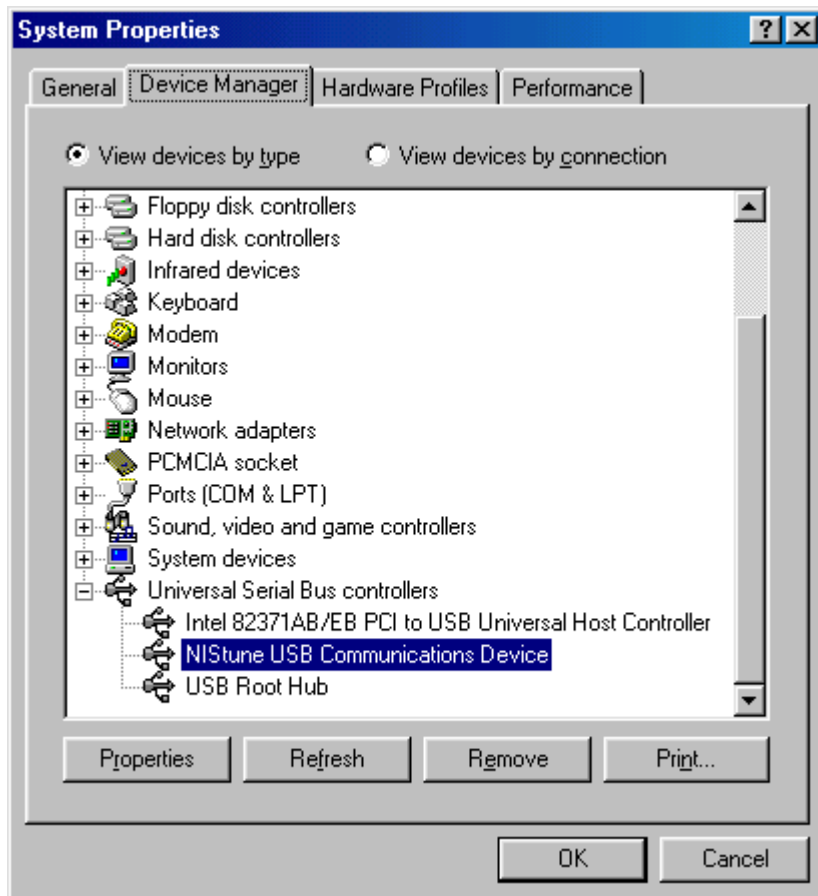 System Properties
General Device Manager Hardware Profiles Performance
View devices by type View devices by connection
Floppy disk controllers
Hard disk controllers
Infrared devices
Keyboard
Modem
Monitors
Mouse
Network adapters
PCMCIA socket
Ports (COM & LPT)
Sound, video and game controllers
System devices
Universal Serial Bus controllers
Intel 82371AB/EB PCI to USB Universal Host Controller
NIStune USB Communications Device
USB Root Hub
Properties Refresh Remove Print...
OK Cancel